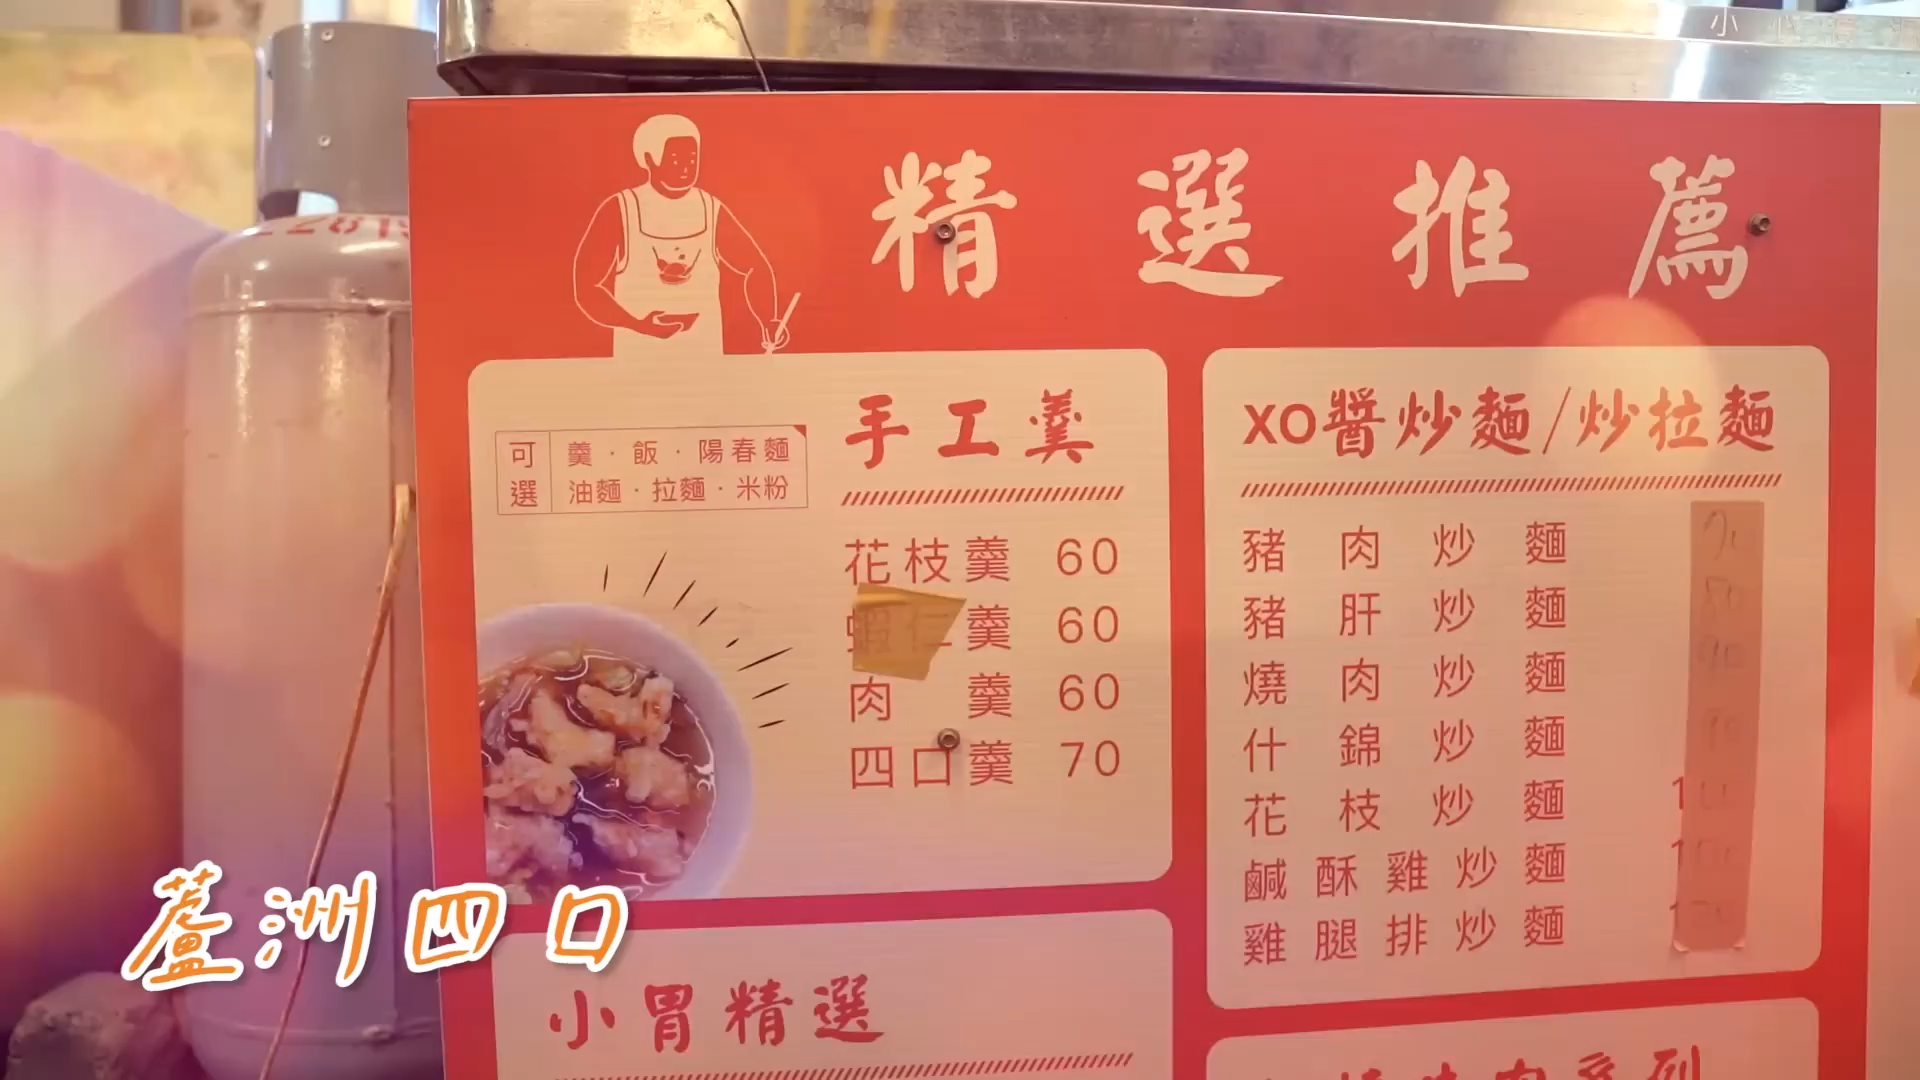 小心
精選推薦
手工羹
可選 羹．飯．陽春麵
油麵．拉麵．米粉
花枝羹 60
蝦仁羹 60
肉羹 60
四口羹 70
XO醬炒麵/炒拉麵
豬肉炒麵
豬肝炒麵
燒肉炒麵
什錦炒麵
花枝炒麵
鹹酥雞炒麵
雞腿排炒麵
小胃精選
蘆洲四口